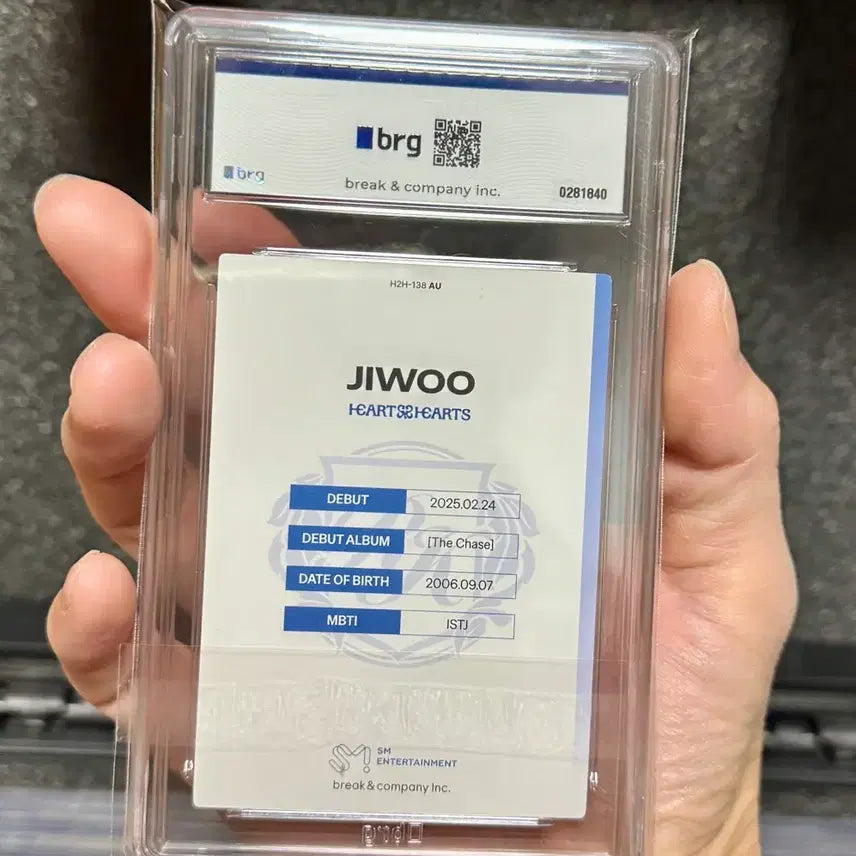 brg
brg
break & company inc.
0281840
H2H-138 AU
JIWOO
HEARTS2HEARTS
DEBUT 2025.02.24
DEBUT ALBUM [The Chase]
DATE OF BIRTH 2006.09.07
MBTI ISTJ
SM
ENTERTAINMENT
break & company Inc.
brg